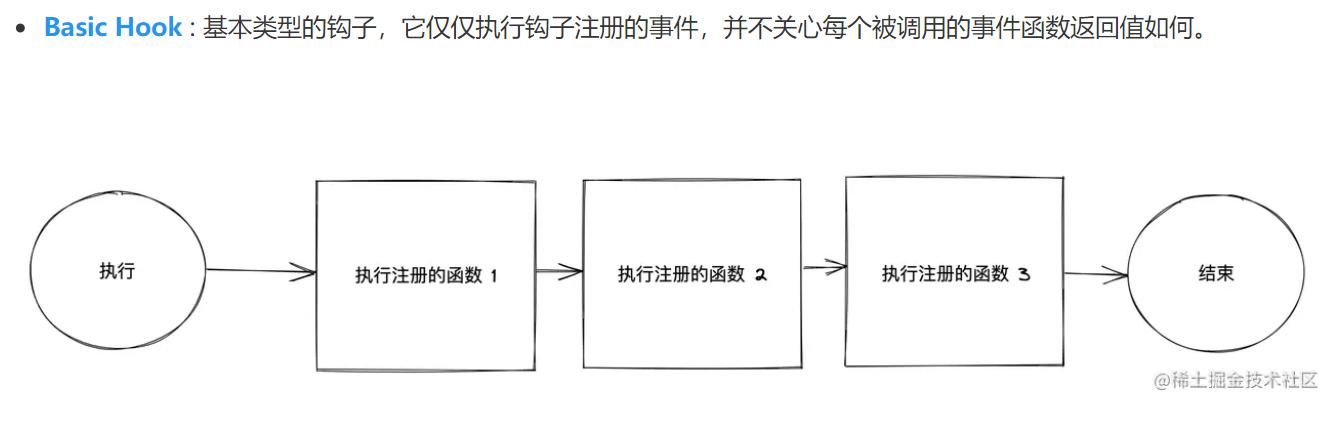 Basic Hook : 基本类型的钩子，它仅仅执行钩子注册的事件，并不关心每个被调用的事件函数返回值如何。
执行
执行注册的函数 1
执行注册的函数 2
执行注册的函数 3
结束
@稀土掘金技术社区